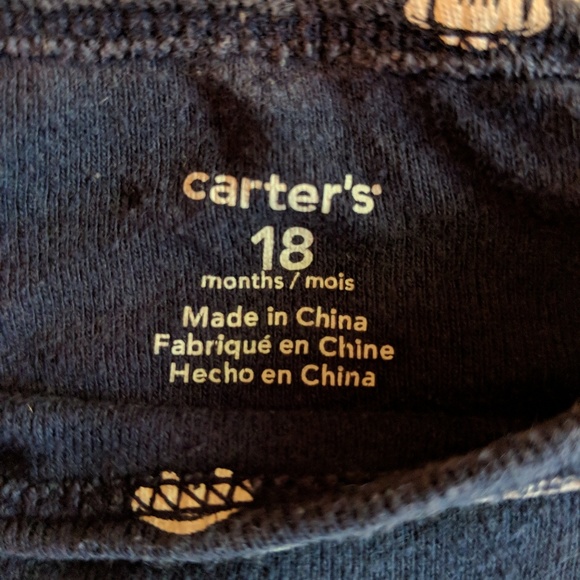 carter's
18
months / mois
Made in China
Fabriqué en Chine
Hecho en China